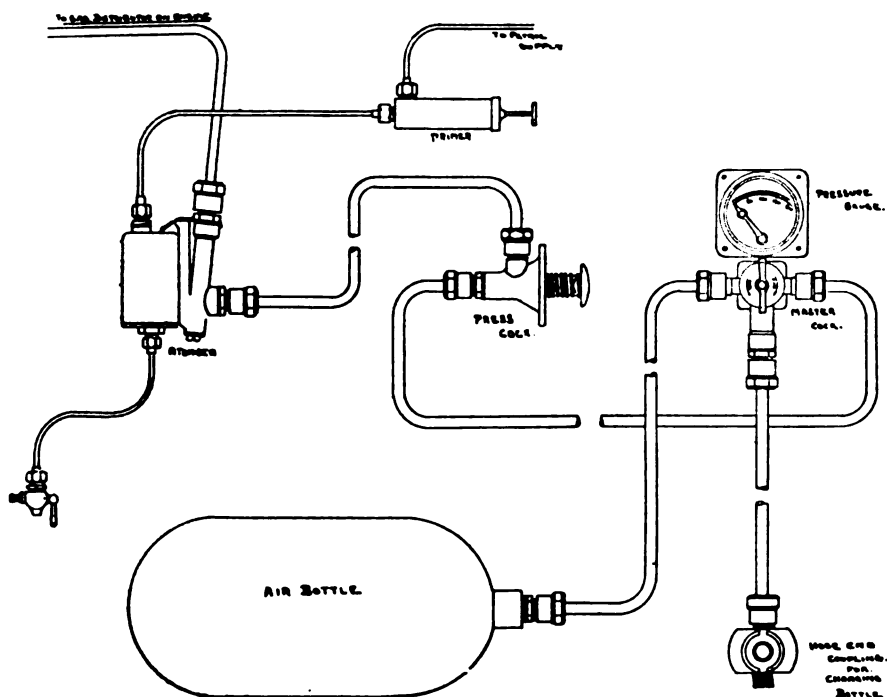 TO GAS DISTRIBUTOR ON ENGINE
TO PETROL
SUPPLY
PRIMER
PRESSURE
GAUGE.
PRESS
COCK.
MASTER
COCK.
ATOMISER
AIR BOTTLE
HOSE END
COUPLING.
FOR
CHARGING
BOTTLE.